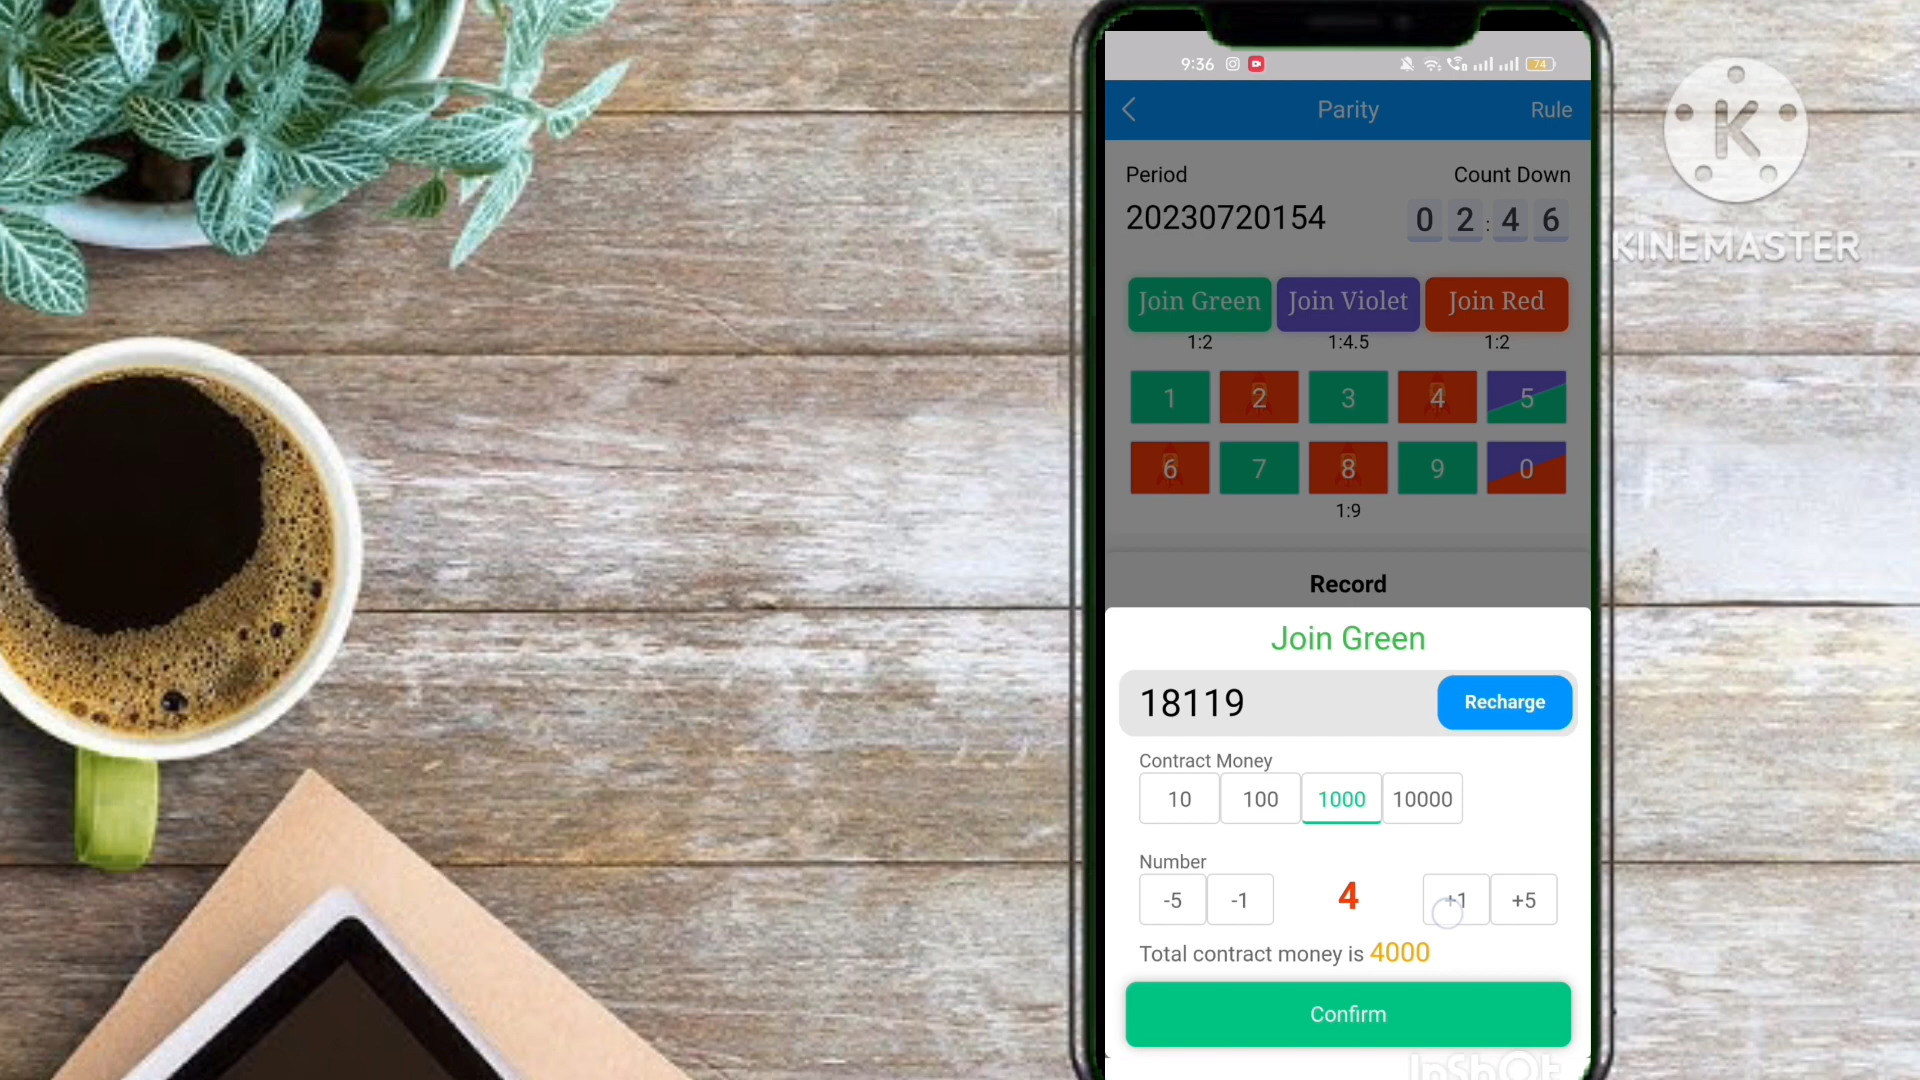 9:36
74
Parity Rule
Period Count Down
20230720154 0 2 : 4 6
Join Green Join Violet Join Red
1:2 1:4.5 1:2
1 2 3 4 5
6 7 8 9 0
1:9
Record
Join Green
18119 Recharge
Contract Money
10 100 1000 10000
Number
-5 -1 4 +1 +5
Total contract money is 4000
Confirm
K
KINEMASTER
InShOt